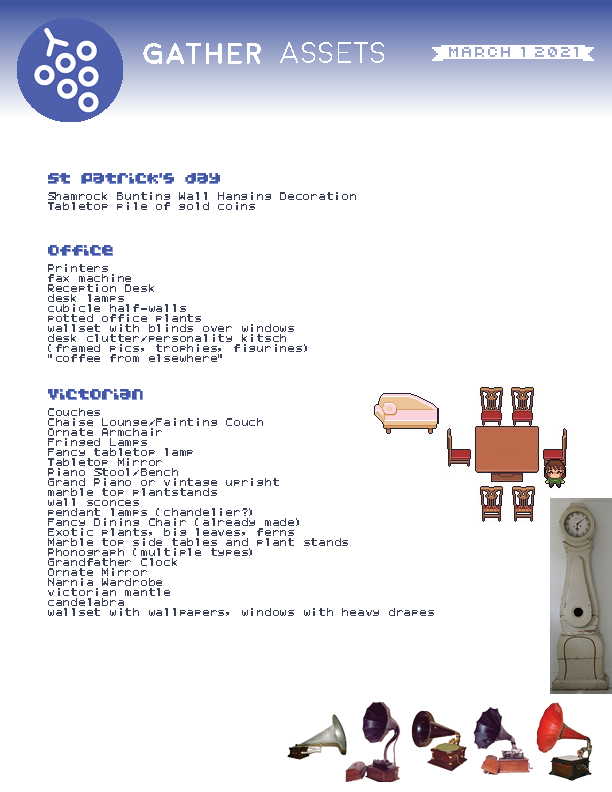 GATHER ASSETS
MARCH 1 2021
St Patrick's day
Shamrock Bunting Wall Hanging Decoration
Tabletop pile of gold coins
Office
Printers
fax machine
Reception Desk
desk lamps
cubicle half-walls
potted office plants
wallset with blinds over windows
desk clutter/personality kitsch
(framed pics, trophies, figurines)
"coffee from elsewhere"
Victorian
Couches
Chaise Lounge/Fainting Couch
Ornate Armchair
Fringed Lamps
Fancy tabletop lamp
Tabletop Mirror
Piano Stool/Bench
Grand Piano or vintage upright
marble top plantstands
wall sconces
pendant lamps (chandelier?)
Fancy Dining Chair (already made)
Exotic plants, big leaves, ferns
Marble top side tables and plant stands
Phonograph (multiple types)
Grandfather Clock
Ornate Mirror
Narnia Wardrobe
victorian mantle
candelabra
wallset with wallpapers, windows with heavy drapes